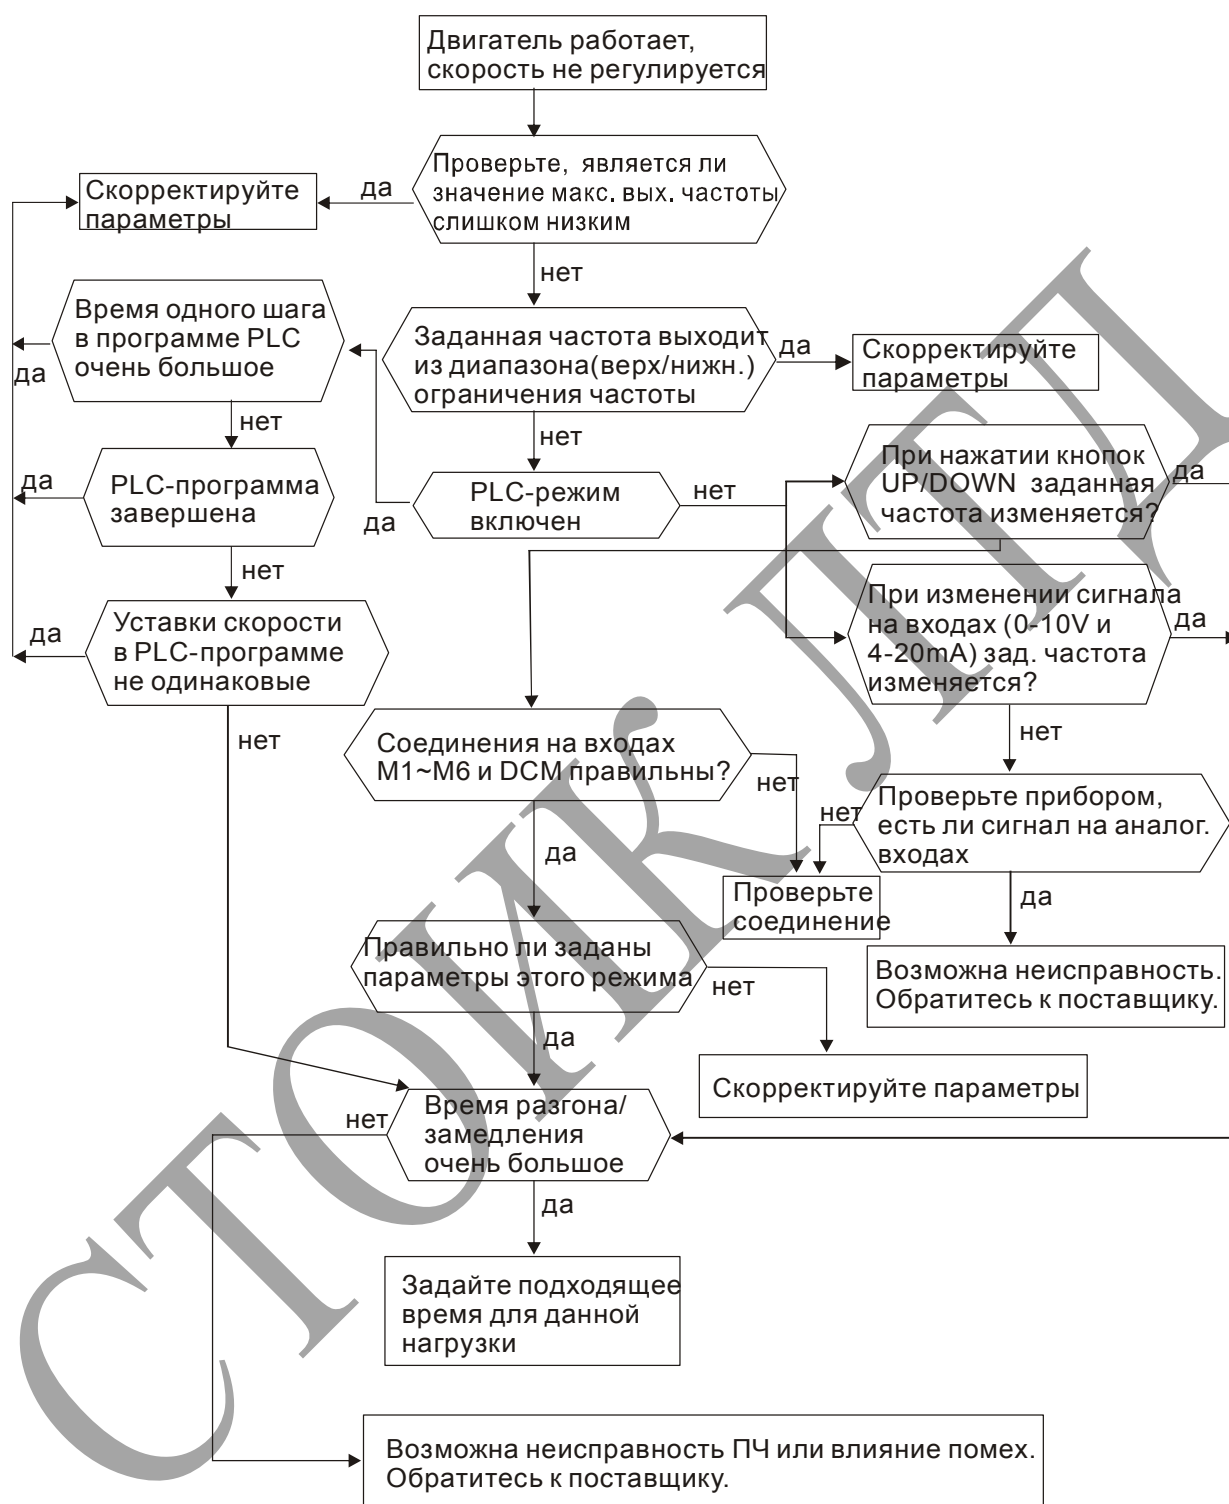 Двигатель работает,
скорость не регулируется
Проверьте, является ли
значение макс. вых. частоты
слишком низким
да
Скорректируйте
параметры
нет
Время одного шага
в программе PLC
очень большое
да
Заданная частота выходит
из диапазона(верх/нижн.)
ограничения частоты
да
Скорректируйте
параметры
нет
нет
PLC-программа
завершена
да
PLC-режим
включен
да
нет
При нажатии кнопок
UP/DOWN заданная
частота изменяется?
да
нет
Уставки скорости
в PLC-программе
не одинаковые
да
нет
При изменении сигнала
на входах (0-10V и
4-20mA) зад. частота
изменяется?
да
нет
Соединения на входах
M1~M6 и DCM правильны?
нет
да
Проверьте прибором,
есть ли сигнал на аналог.
входах
нет
да
Проверьте
соединение
Правильно ли заданы
параметры этого режима
нет
да
Возможна неисправность.
Обратитесь к поставщику.
Скорректируйте параметры
Время разгона/
замедления
очень большое
нет
да
Задайте подходящее
время для данной
нагрузки
Возможна неисправность ПЧ или влияние помех.
Обратитесь к поставщику.
СТОИК ЛТД